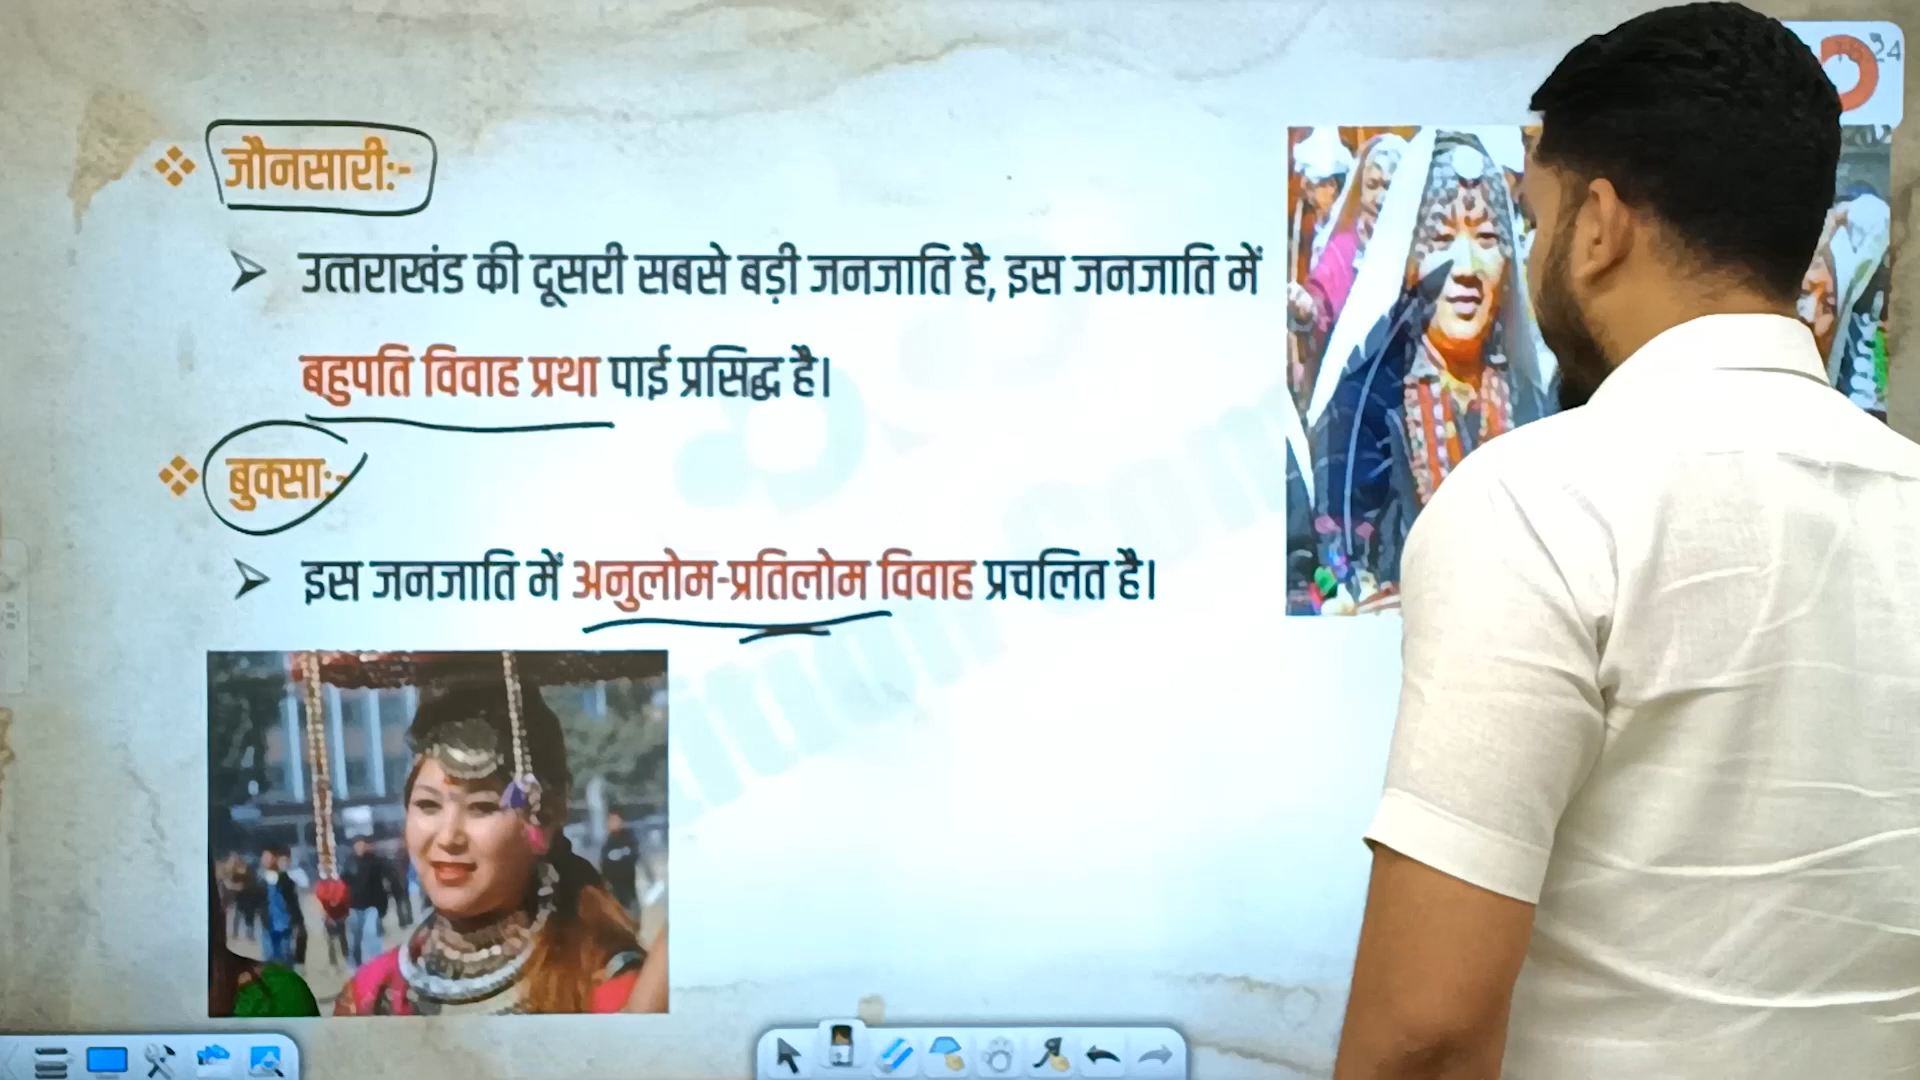 जौनसारी:-
उत्तराखंड की दूसरी सबसे बड़ी जनजाति है, इस जनजाति में
बहुपति विवाह प्रथा पाई प्रसिद्ध है।
बुक्सा:-
इस जनजाति में अनुलोम-प्रतिलोम विवाह प्रचलित है।